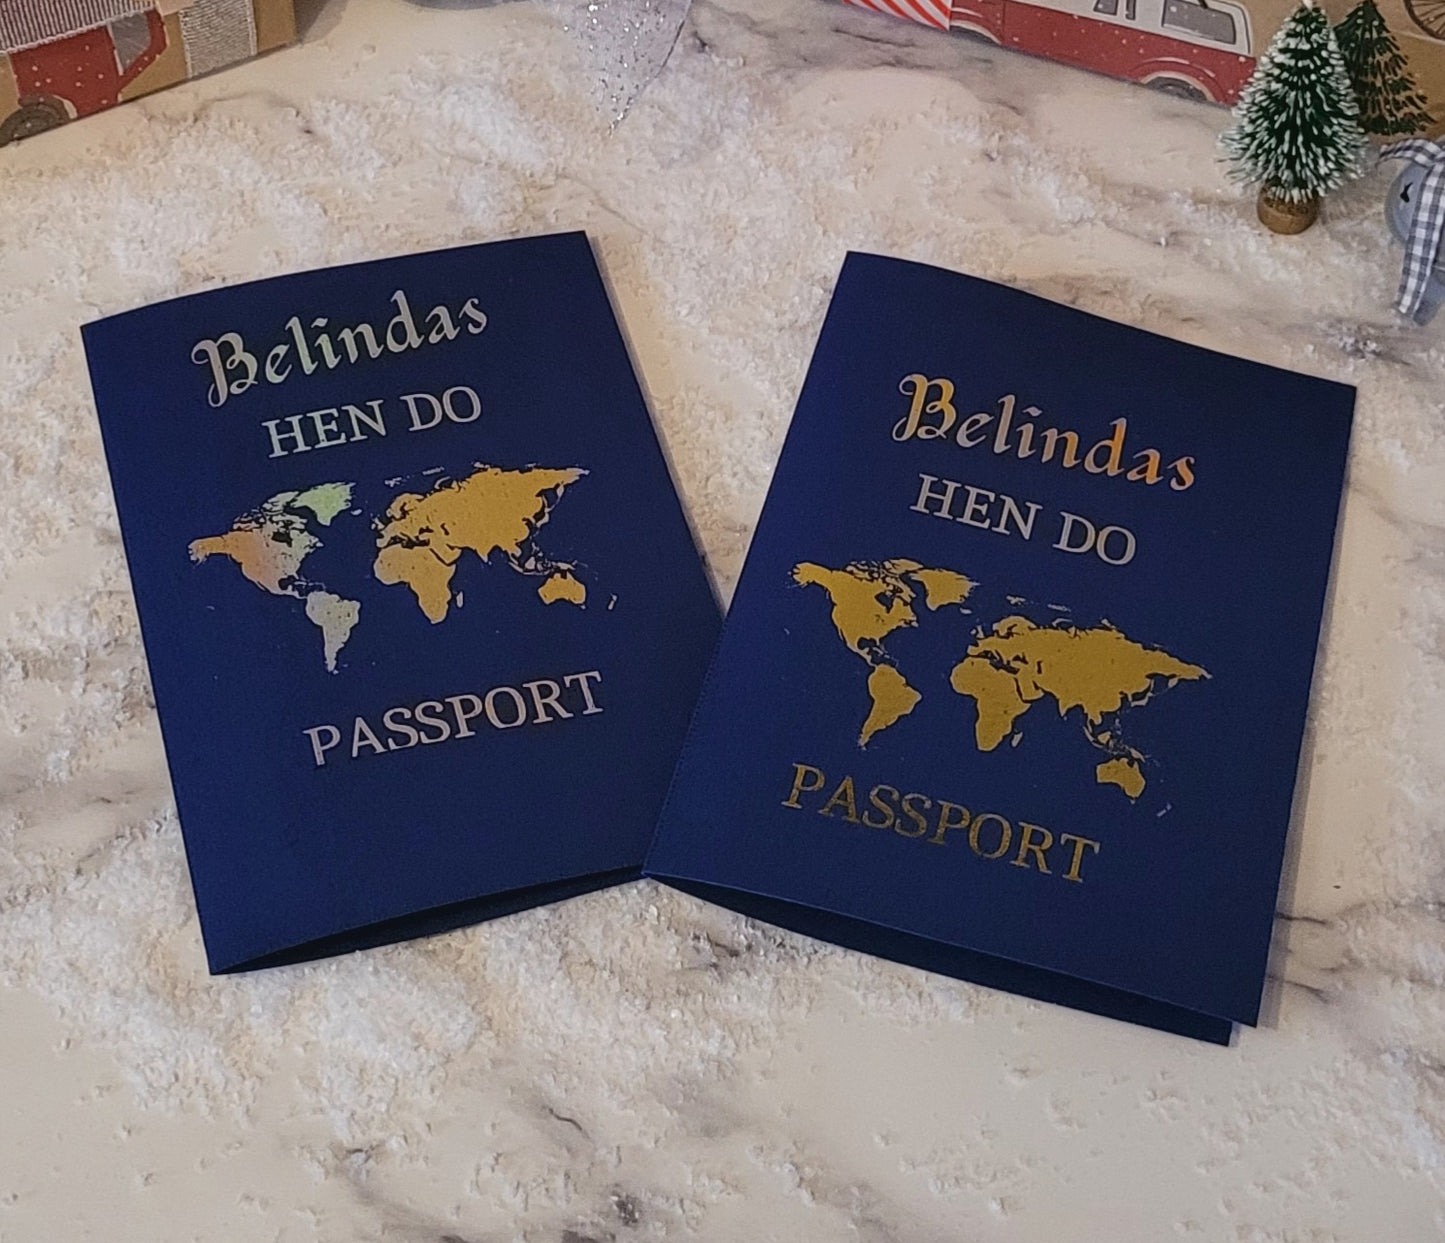 Belindas
HEN DO
PASSPORT
Belindas
HEN DO
PASSPORT